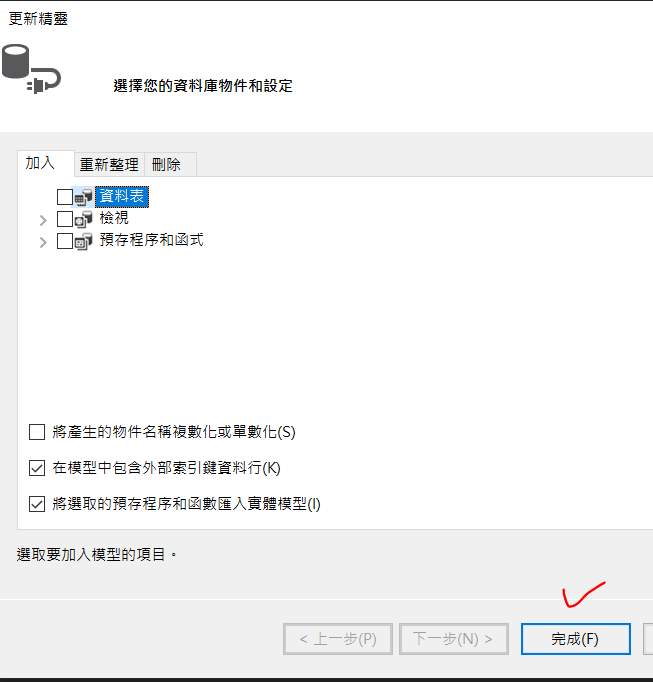 更新精靈
選擇您的資料庫物件和設定
加入 重新整理 刪除
資料表
檢視
預存程序和函式
將產生的物件名稱複數化或單數化(S)
在模型中包含外部索引鍵資料行(K)
將選取的預存程序和函數匯入實體模型(I)
選取要加入模型的項目。
< 上一步(P) 下一步(N) > 完成(F)